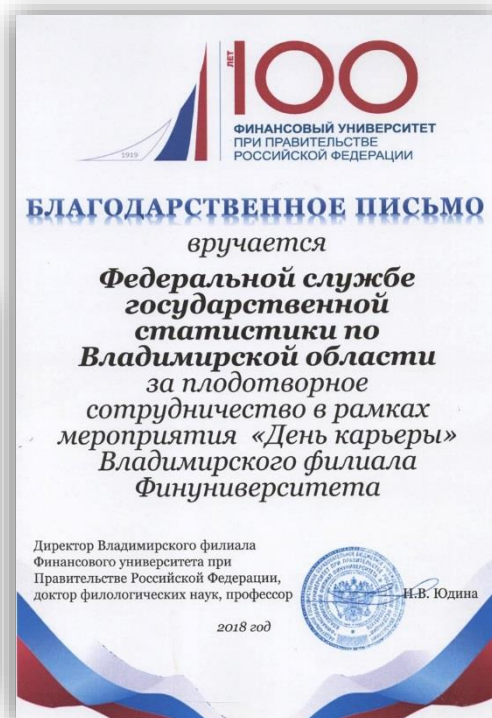 ЛЕТ 100
ФИНАНСОВЫЙ УНИВЕРСИТЕТ
ПРИ ПРАВИТЕЛЬСТВЕ
РОССИЙСКОЙ ФЕДЕРАЦИИ
1919
БЛАГОДАРСТВЕННОЕ ПИСЬМО
вручается
Федеральной службе
государственной
статистики по
Владимирской области
за плодотворное
сотрудничество в рамках
мероприятия «День карьеры»
Владимирского филиала
Финуниверситета
Директор Владимирского филиала
Финансового университета при
Правительстве Российской Федерации,
доктор филологических наук, профессор
Н.В. Юдина
2018 год